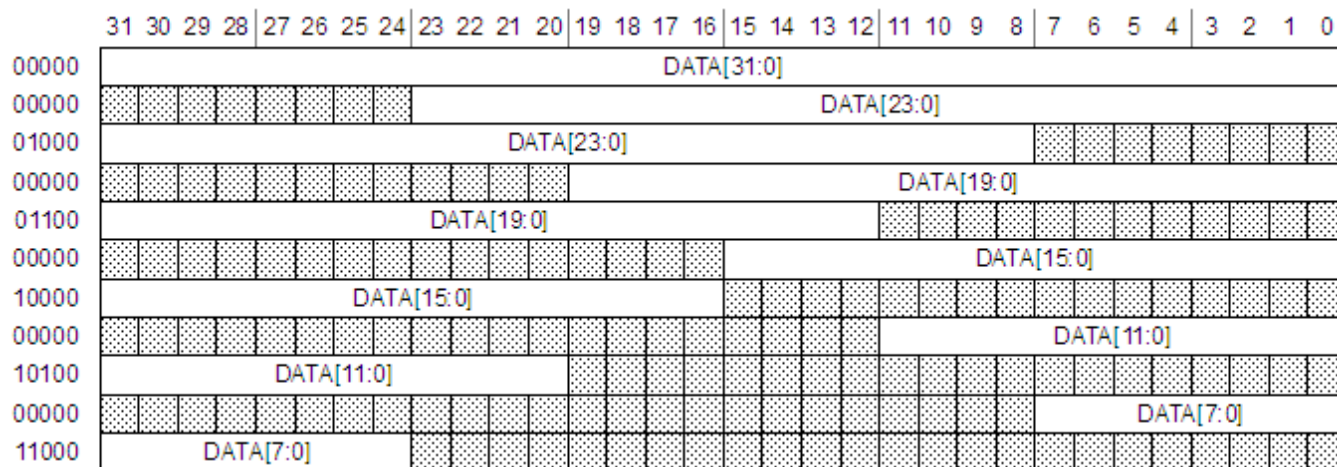 31 30 29 28 27 26 25 24 23 22 21 20 19 18 17 16 15 14 13 12 11 10 9 8 7 6 5 4 3 2 1 0
00000 DATA[31:0]
00000 DATA[23:0]
01000 DATA[23:0]
00000 DATA[19:0]
01100 DATA[19:0]
00000 DATA[15:0]
10000 DATA[15:0]
00000 DATA[11:0]
10100 DATA[11:0]
00000 DATA[7:0]
11000 DATA[7:0]